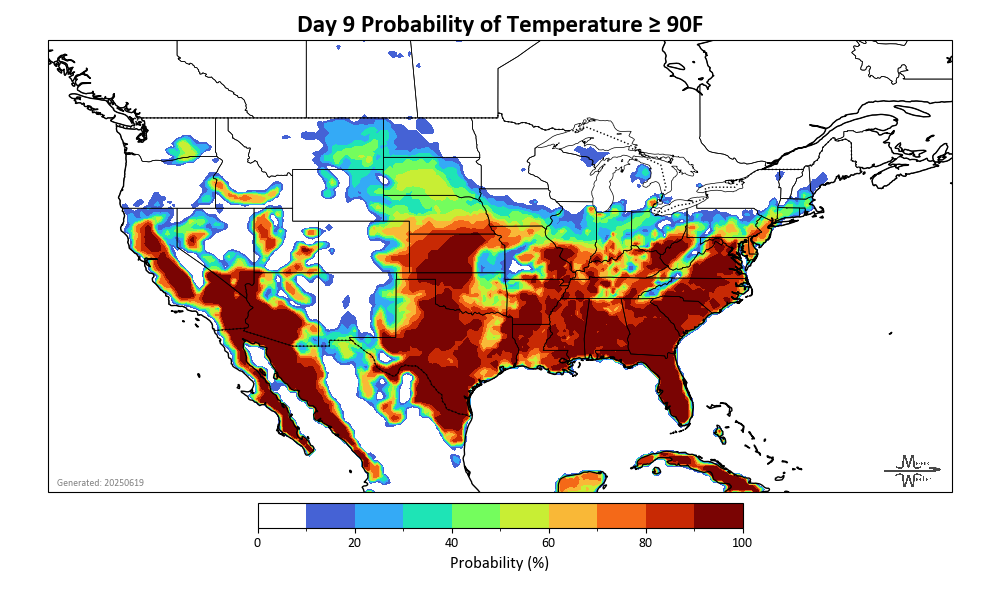 Day 9 Probability of Temperature ≥ 90F
Generated: 20250619
0 20 40 60 80 100
Probability (%)